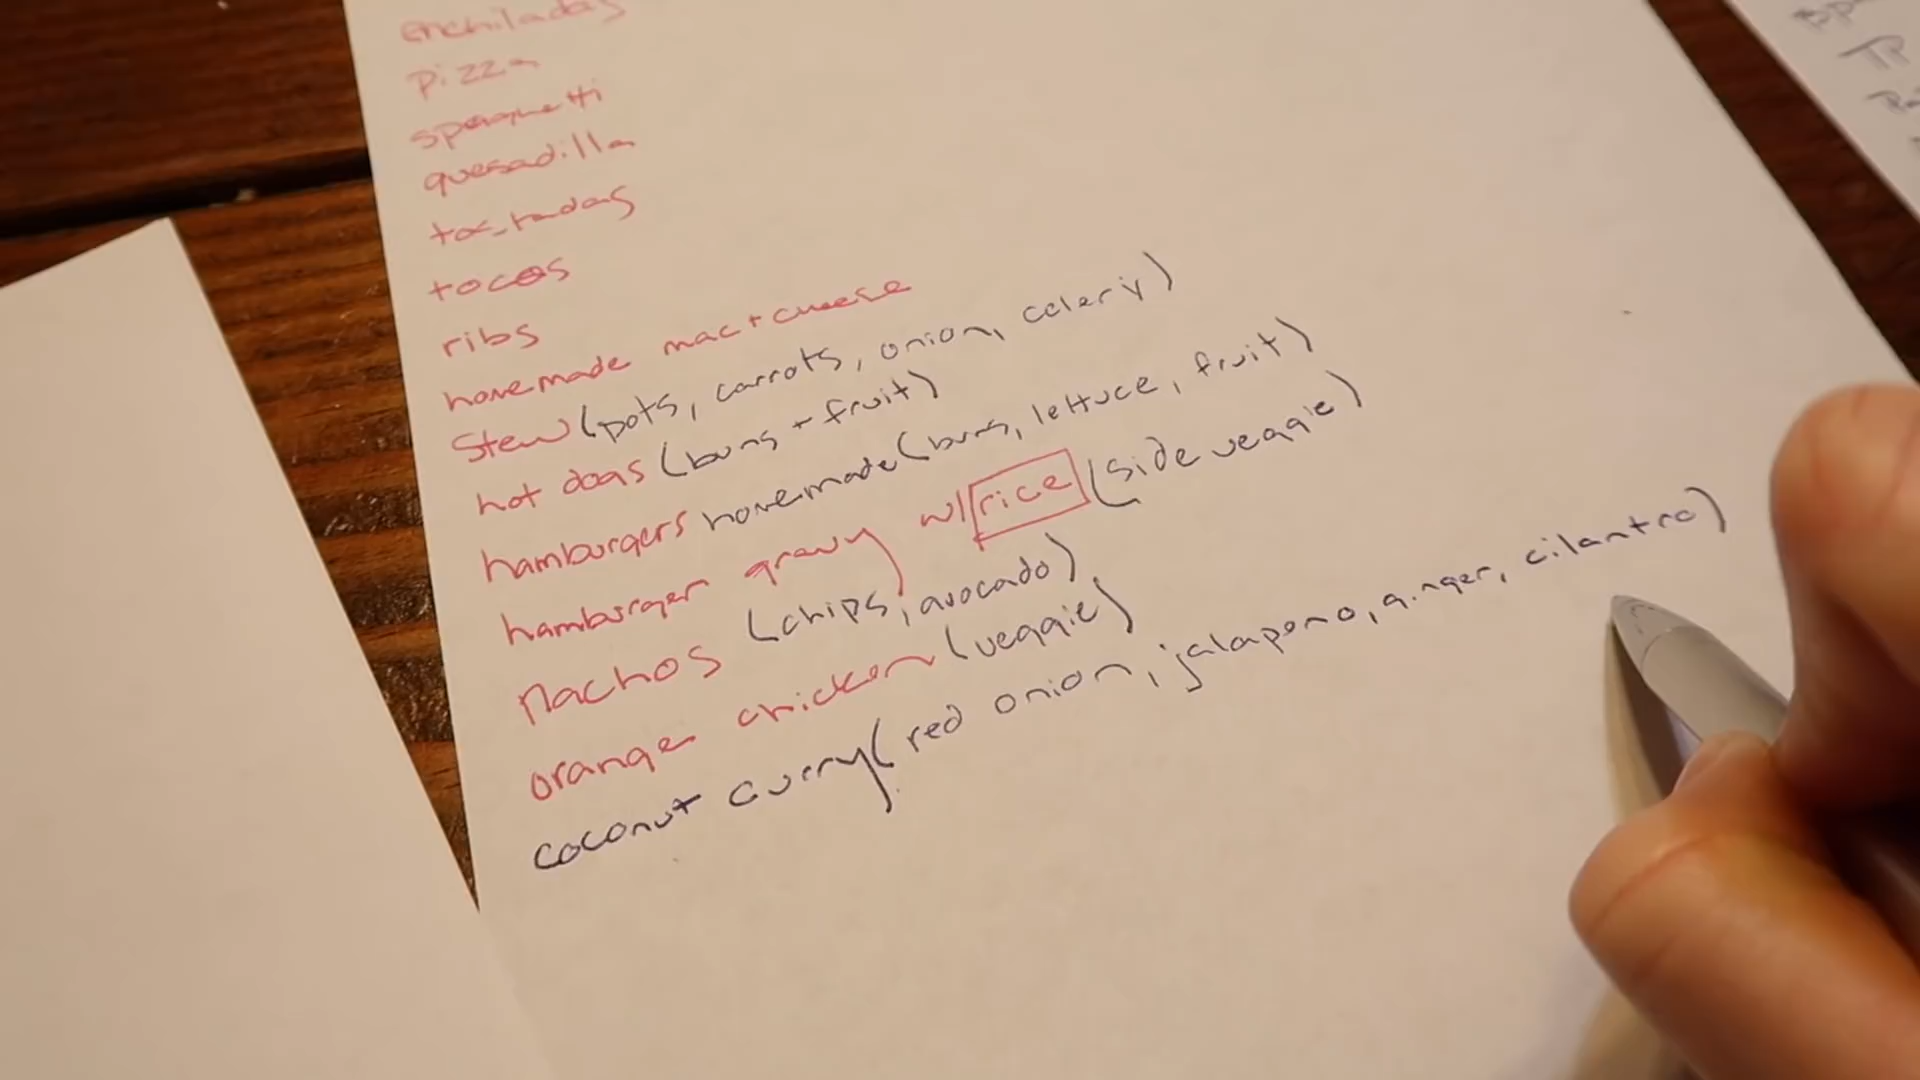 enchiladas
pizza
spaghetti
quesadilla
tostadas
tacos
ribs
homemade mac + cheese
Stew (pots, carrots, onion, celery)
hot dogs (buns + fruit)
hamburgers homemade (buns, lettuce, fruit)
hamburger gravy w/ rice (side veggie)
nachos (chips, avocado)
orange chicken (veggie)
coconut curry (red onion, jalapeno, ginger, cilantro)